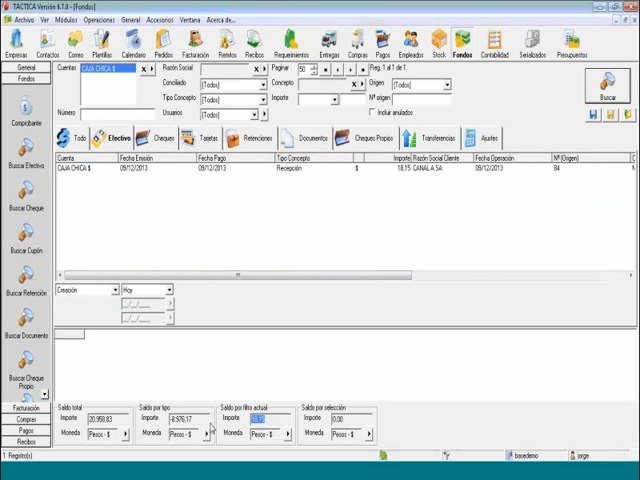 TACTICA Versión 6.7.0 - [Fondos]
Archivo Ver Módulos Operaciones General Accesorios Ventana Acerca de...
Empresas Contactos Correo Plantillas Calendario Pedidos Facturación Remitos Recibos Requerimientos Entregas Compras Pagos Empleados Stock Fondos Contabilidad Serializados Presupuestos
General
Fondos
Comprobante
Buscar Efectivo
Buscar Cheque
Buscar Cupón
Buscar Retención
Buscar Documento
Buscar Cheque Propio
Facturación
Compras
Pagos
Recibos
Cuentas CAJA CHICA $ Razón Social Paginar 50 Reg. 1 al 1 de 1
Conciliado [Todos] Concepto Origen [Todos]
Tipo Concepto [Todos] Importe Nº origen
Número Usuarios [Todos] Incluir anulados
Buscar
Todo Efectivo Cheques Tarjetas Retenciones Documentos Cheques Propios Transferencias Ajustes
Cuenta Fecha Emisión Fecha Pago Tipo Concepto Importe Razón Social Cliente Fecha Operación Nº (Origen)
CAJA CHICA $ 09/12/2013 09/12/2013 Recepción $ 18,15 CANAL A SA 09/12/2013 84
Creación Hoy
__/__/____
__/__/____
Saldo total Saldo por tipo Saldo por filtro actual Saldo por selección
Importe 20.958,83 Importe -8.976,17 Importe 18,15 Importe 0,00
Moneda Pesos - $ Moneda Pesos - $ Moneda Pesos - $ Moneda Pesos - $
1 Registro(s) basedemo jorge